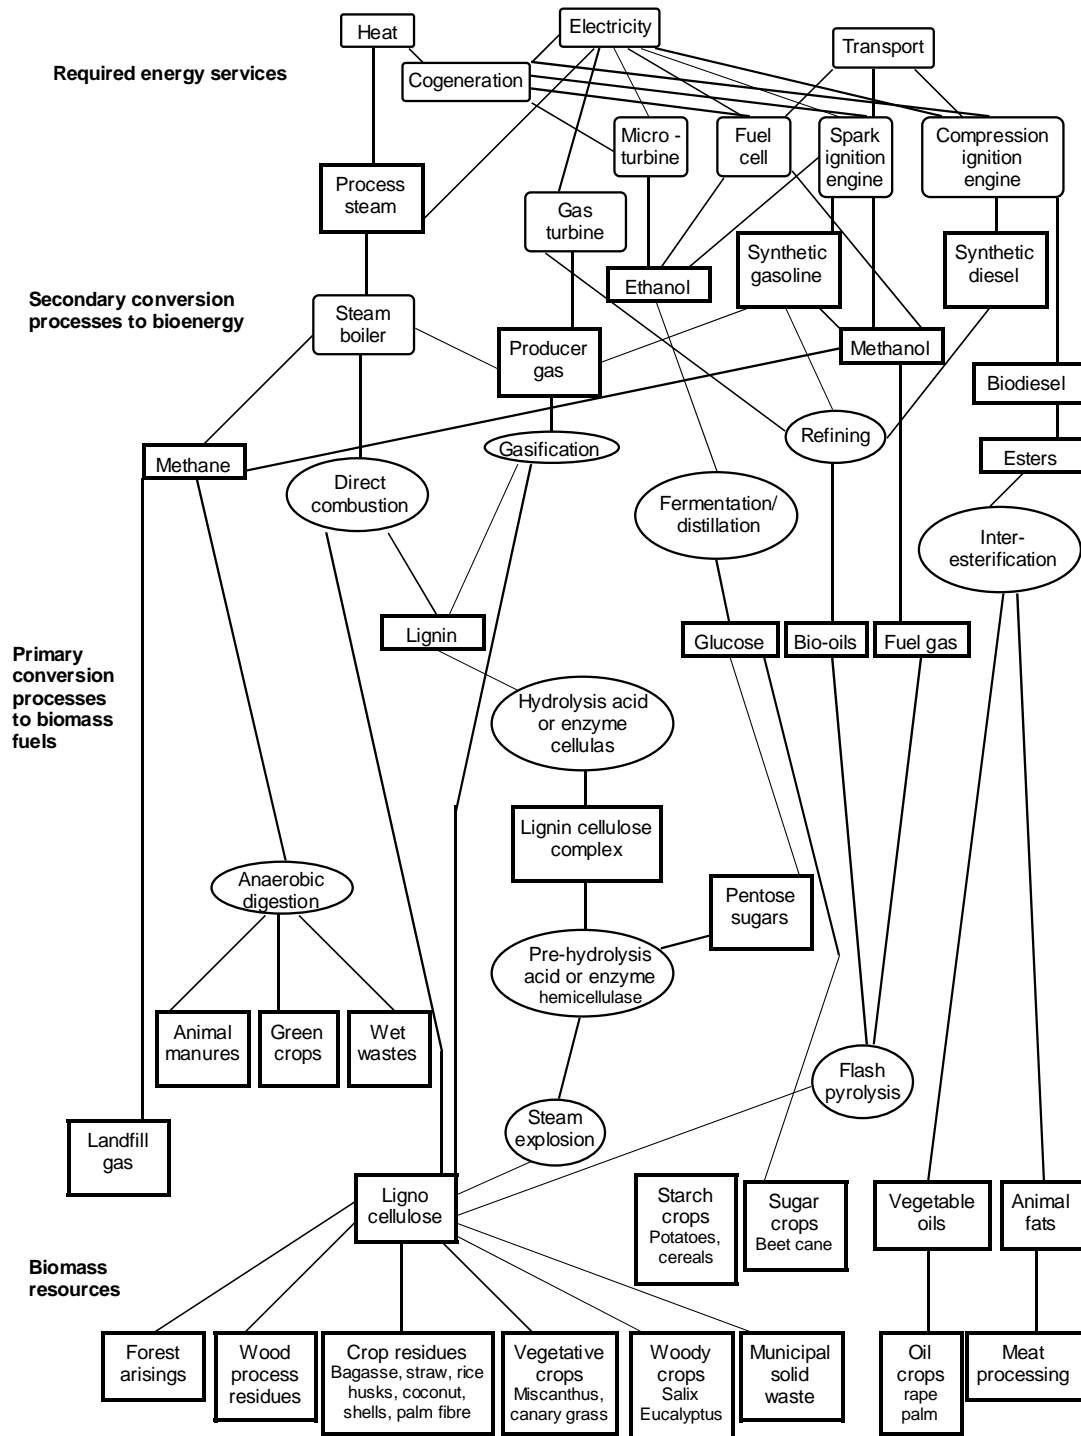 Heat
Electricity
Transport
Required energy services
Cogeneration
Micro -
turbine
Fuel
cell
Spark
ignition
engine
Compression
ignition
engine
Process
steam
Gas
turbine
Synthetic
gasoline
Synthetic
diesel
Ethanol
Secondary conversion
processes to bioenergy
Steam
boiler
Producer
gas
Methanol
Biodiesel
Refining
Gasification
Methane
Esters
Direct
combustion
Fermentation/
distillation
Inter-
esterification
Lignin
Glucose
Bio-oils
Fuel gas
Primary
conversion
processes
to biomass
fuels
Hydrolysis acid
or enzyme
cellulas
Lignin cellulose
complex
Anaerobic
digestion
Pentose
sugars
Pre-hydrolysis
acid or enzyme
hemicellulase
Animal
manures
Green
crops
Wet
wastes
Flash
pyrolysis
Steam
explosion
Landfill
gas
Ligno
cellulose
Starch
crops
Potatoes,
cereals
Sugar
crops
Beet cane
Vegetable
oils
Animal
fats
Biomass
resources
Forest
arisings
Wood
process
residues
Crop residues
Bagasse, straw, rice
husks, coconut,
shells, palm fibre
Vegetative
crops
Miscanthus,
canary grass
Woody
crops
Salix
Eucalyptus
Municipal
solid
waste
Oil
crops
rape
palm
Meat
processing